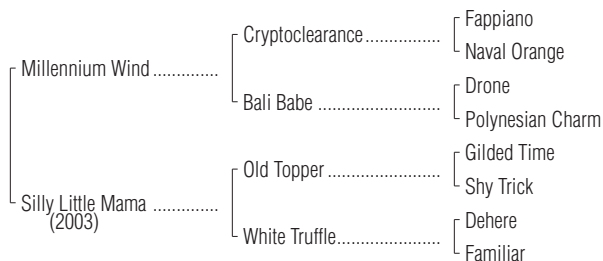 Fappiano
Cryptoclearance.................
Naval Orange
Millennium Wind ..............
Drone
Bali Babe ...........................
Polynesian Charm
Gilded Time
Old Topper .........................
Shy Trick
Silly Little Mama ..............
(2003)
Dehere
White Truffle.......................
Familiar